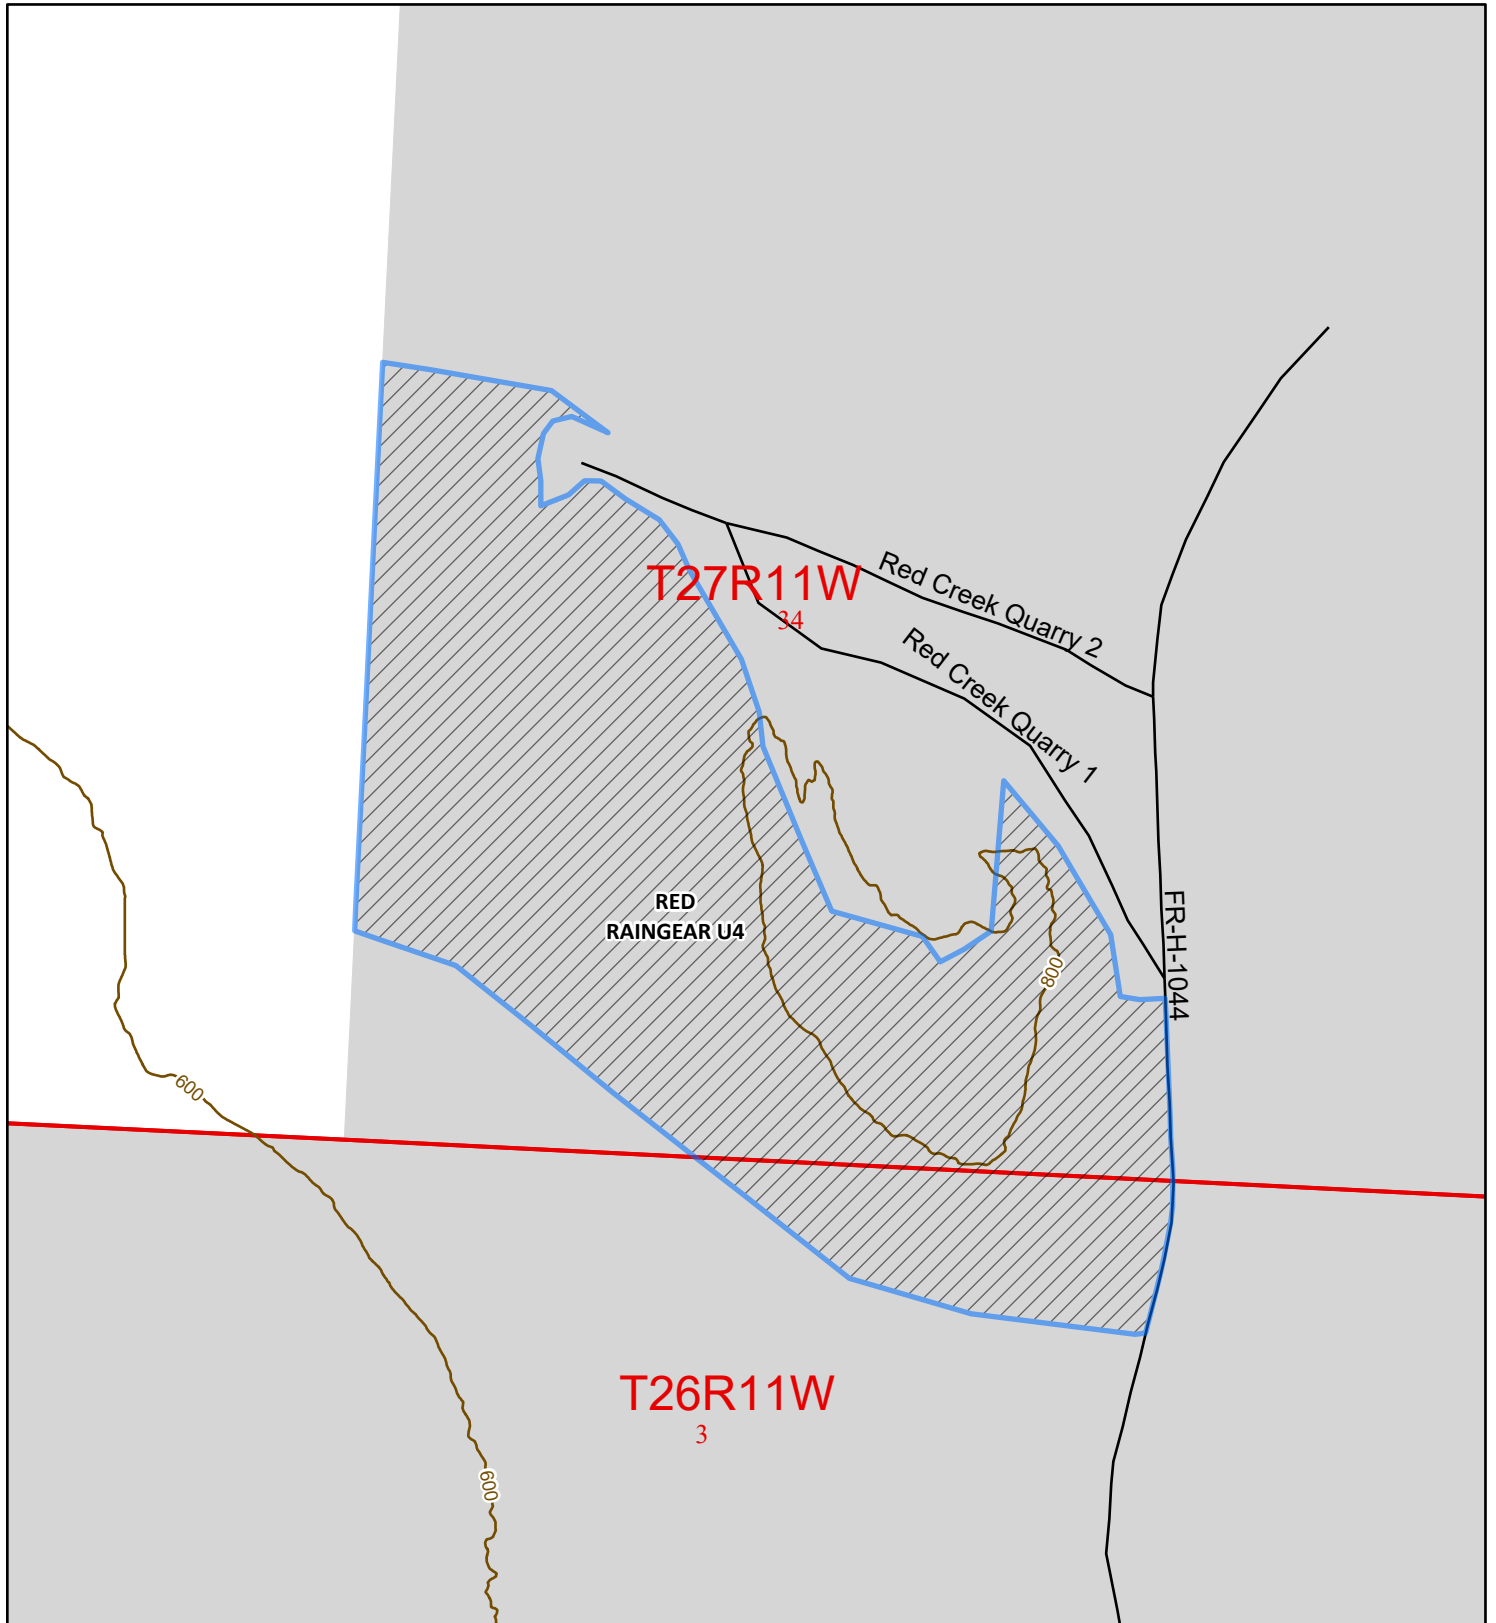 Red Creek Quarry 2
T27R11W
34
Red Creek Quarry 1
RED
RAINGEAR U4
FR-H-1044
800
600
T26R11W
3
600